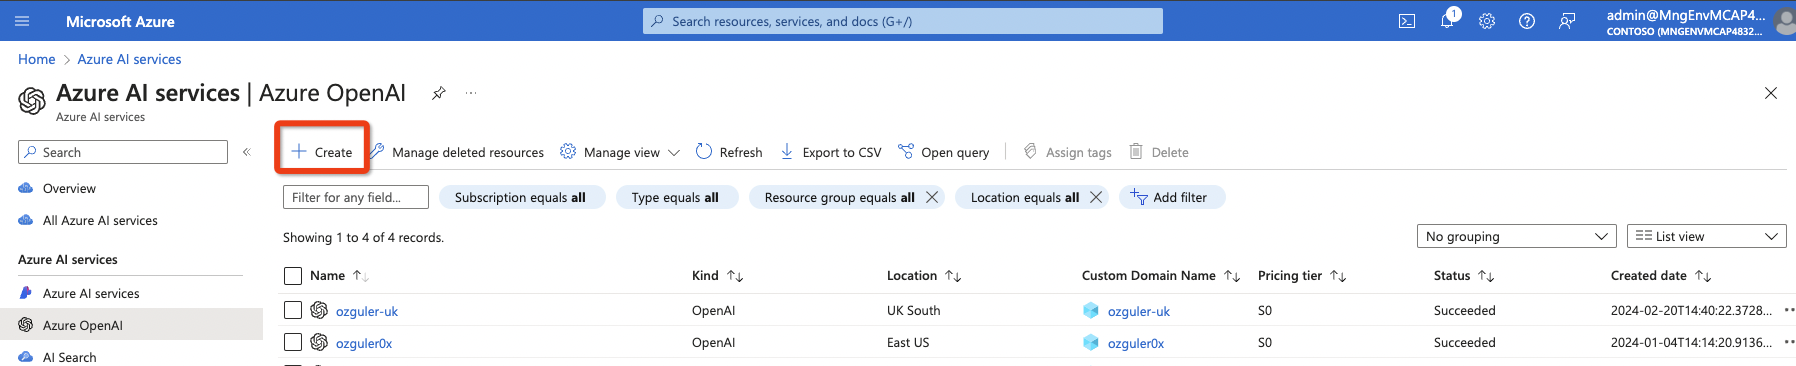 Microsoft Azure
Search resources, services, and docs (G+/)
1
admin@MngEnvMCAP4...
CONTOSO (MNGENVMCAP4832...
Home > Azure AI services
Azure AI services | Azure OpenAI
...
Azure AI services
Search
«
Create
Manage deleted resources
Manage view
Refresh
Export to CSV
Open query
Assign tags
Delete
Overview
All Azure AI services
Azure AI services
Azure AI services
Azure OpenAI
AI Search
Filter for any field...
Subscription equals all
Type equals all
Resource group equals all
Location equals all
Add filter
Showing 1 to 4 of 4 records.
No grouping
List view
Name Kind Location Custom Domain Name Pricing tier Status Created date
ozguler-uk OpenAI UK South ozguler-uk S0 Succeeded 2024-02-20T14:40:22.3728...
ozguler0x OpenAI East US ozguler0x S0 Succeeded 2024-01-04T14:14:20.9136...